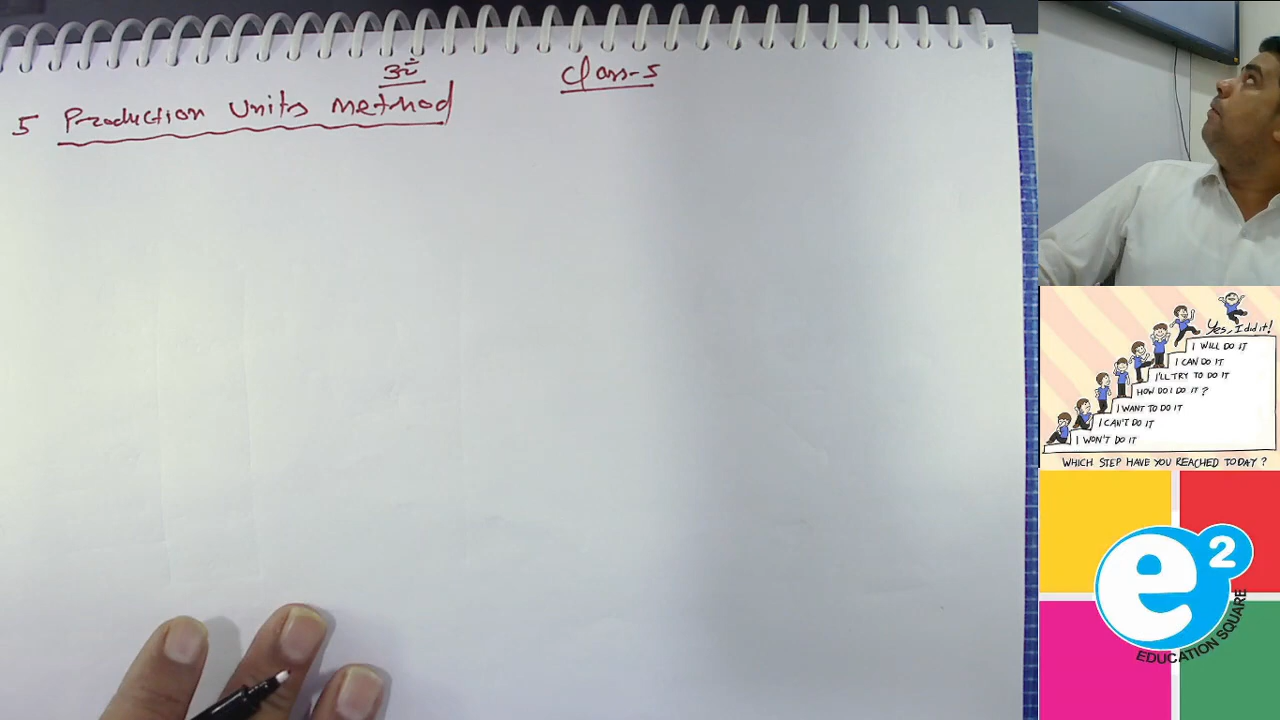 ॐ
Class-5
5 Production Units method
Yes, I did it!
I WILL DO IT
I CAN DO IT
I'LL TRY TO DO IT
HOW DO I DO IT?
I WANT TO DO IT
I CAN'T DO IT
I WON'T DO IT
WHICH STEP HAVE YOU REACHED TODAY?
e2
EDUCATION SQUARE